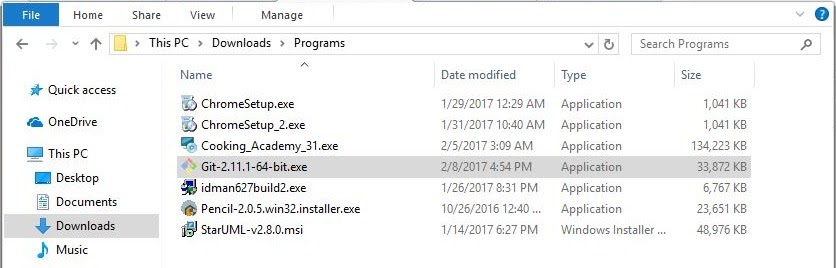 File Home Share View Manage
This PC Downloads Programs Search Programs
Name Date modified Type Size
Quick access
OneDrive
This PC
Desktop
Documents
Downloads
Music
ChromeSetup.exe 1/29/2017 12:29 AM Application 1,041 KB
ChromeSetup_2.exe 1/31/2017 10:40 AM Application 1,041 KB
Cooking_Academy_31.exe 2/5/2017 3:09 AM Application 134,223 KB
Git-2.11.1-64-bit.exe 2/8/2017 4:54 PM Application 33,872 KB
idman627build2.exe 1/26/2017 8:31 PM Application 6,767 KB
Pencil-2.0.5.win32.installer.exe 10/26/2016 12:40 ... Application 23,651 KB
StarUML-v2.8.0.msi 1/14/2017 6:27 PM Windows Installer ... 48,976 KB